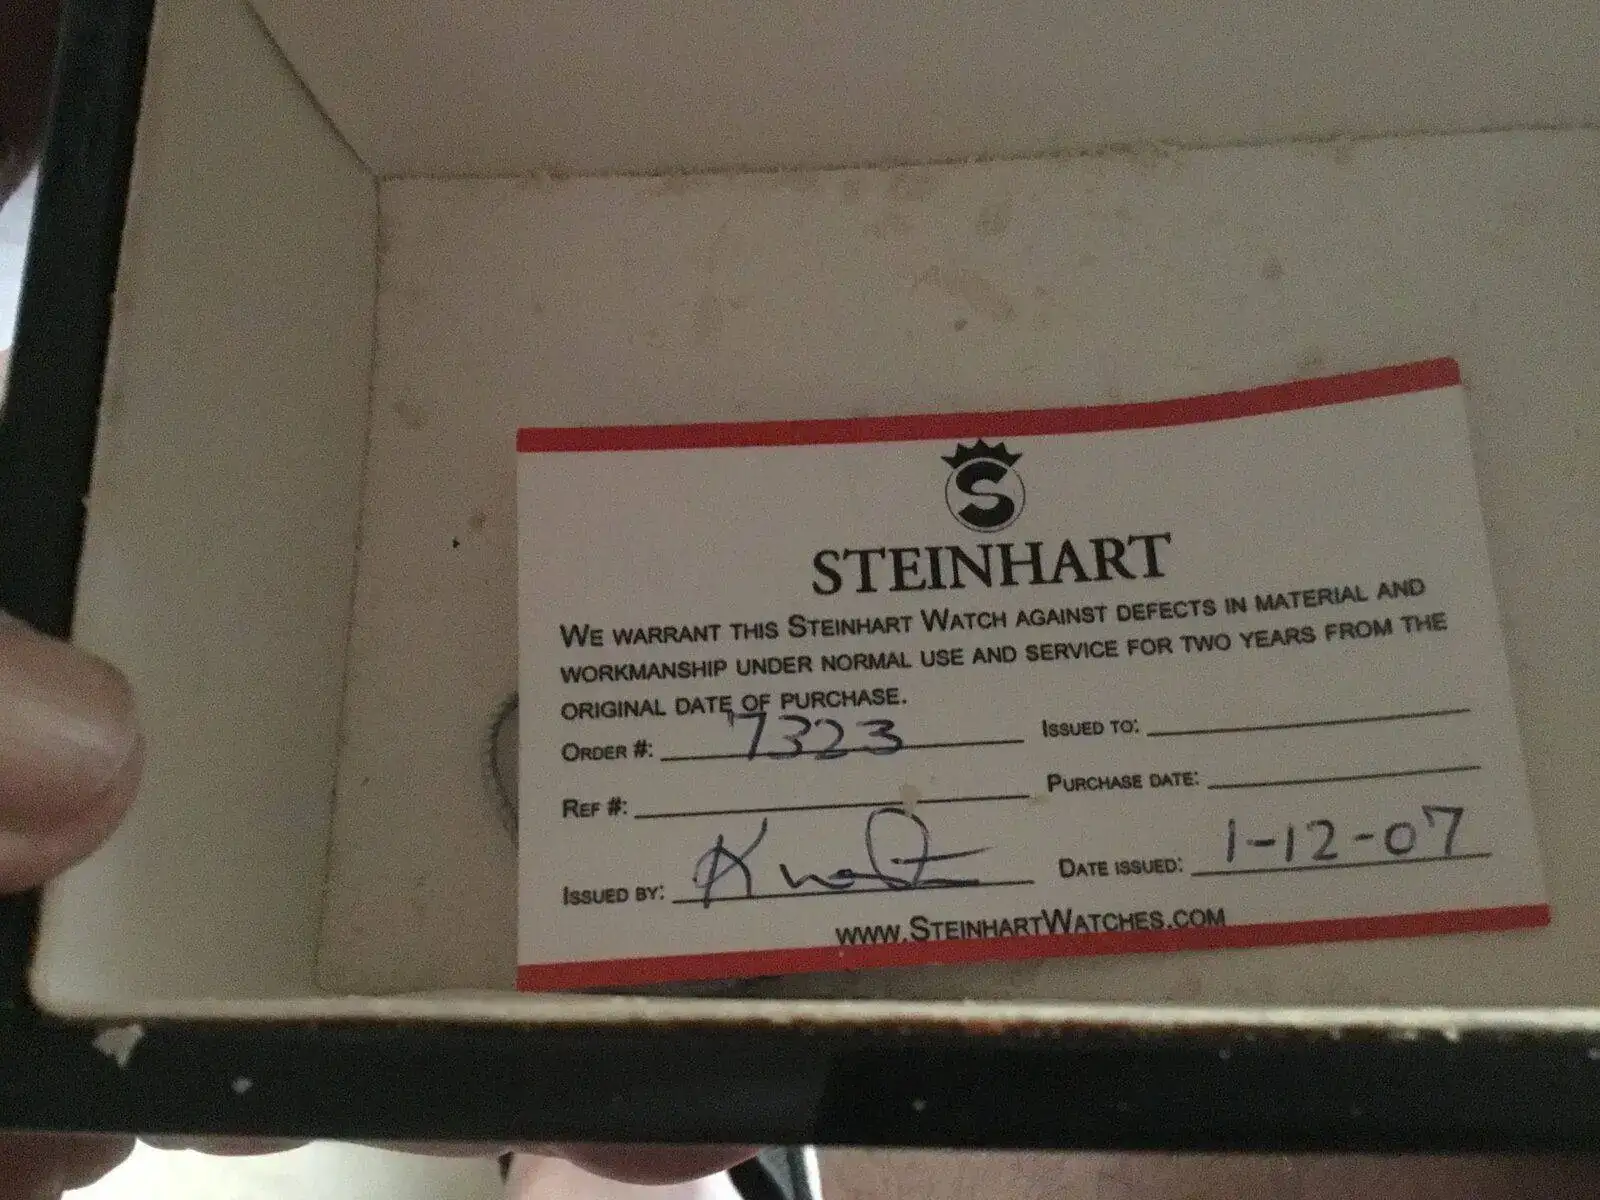 S
STEINHART
WE WARRANT THIS STEINHART WATCH AGAINST DEFECTS IN MATERIAL AND
WORKMANSHIP UNDER NORMAL USE AND SERVICE FOR TWO YEARS FROM THE
ORIGINAL DATE OF PURCHASE.
ORDER #: 7323 ISSUED TO:
REF #: PURCHASE DATE:
ISSUED BY: DATE ISSUED: 1-12-07
WWW.STEINHARTWATCHES.COM